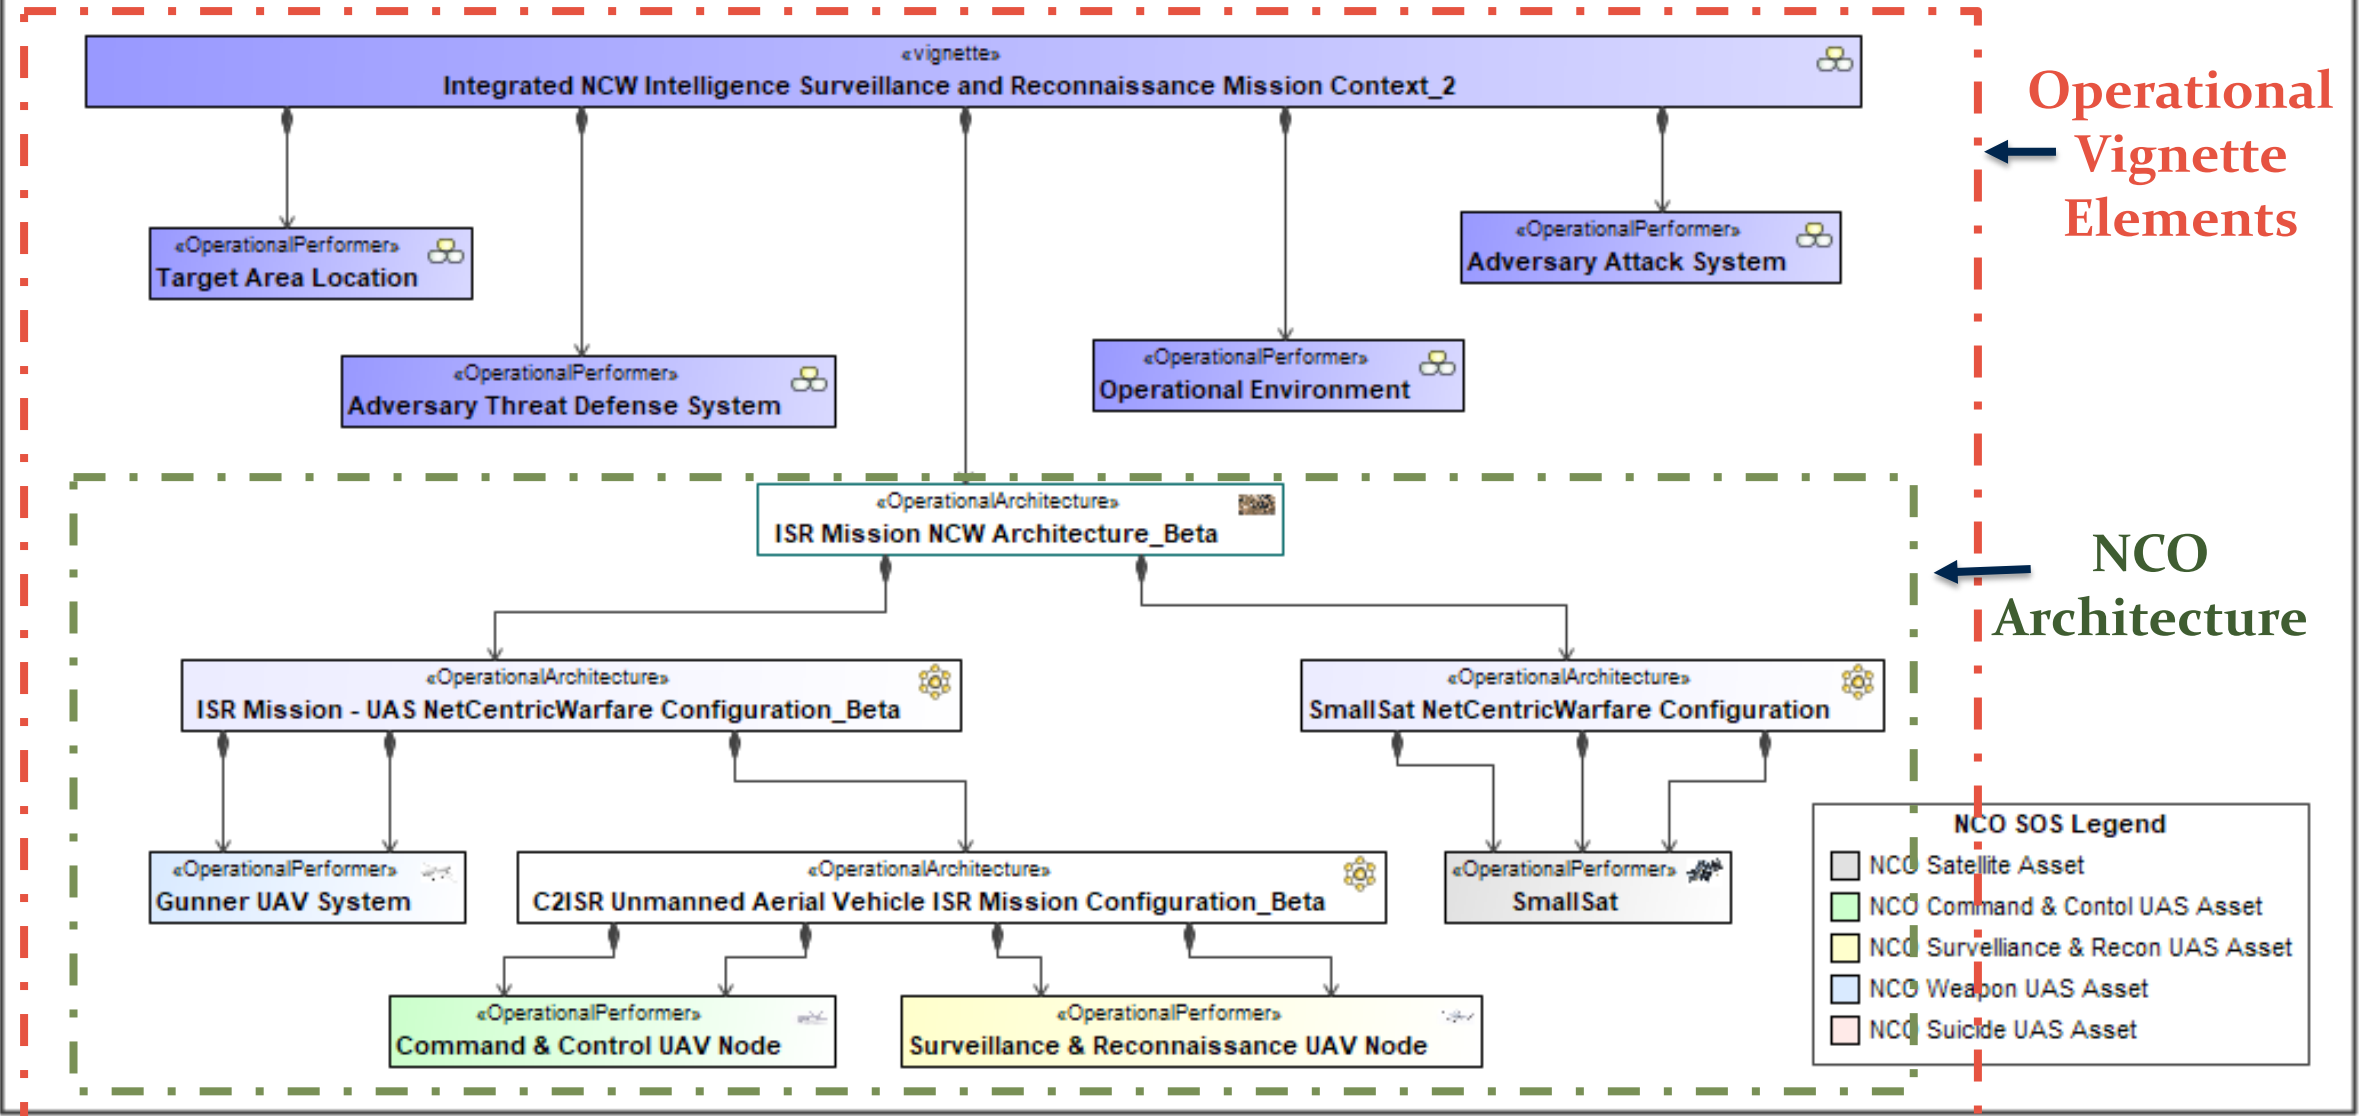 «vignette»
Integrated NCW Intelligence Surveillance and Reconnaissance Mission Context_2
Operational
Vignette
Elements
«OperationalPerformer»
Target Area Location
«OperationalPerformer»
Adversary Attack System
«OperationalPerformer»
Adversary Threat Defense System
«OperationalPerformer»
Operational Environment
«OperationalArchitecture»
ISR Mission NCW Architecture_Beta
NCO
Architecture
«OperationalArchitecture»
ISR Mission - UAS NetCentricWarfare Configuration_Beta
«OperationalArchitecture»
SmallSat NetCentricWarfare Configuration
«OperationalPerformer»
Gunner UAV System
«OperationalArchitecture»
C2ISR Unmanned Aerial Vehicle ISR Mission Configuration_Beta
«OperationalPerformer»
SmallSat
«OperationalPerformer»
Command & Control UAV Node
«OperationalPerformer»
Surveillance & Reconnaissance UAV Node
NCO SOS Legend
NCO Satellite Asset
NCO Command & Contol UAS Asset
NCO Survelliance & Recon UAS Asset
NCO Weapon UAS Asset
NCO Suicide UAS Asset